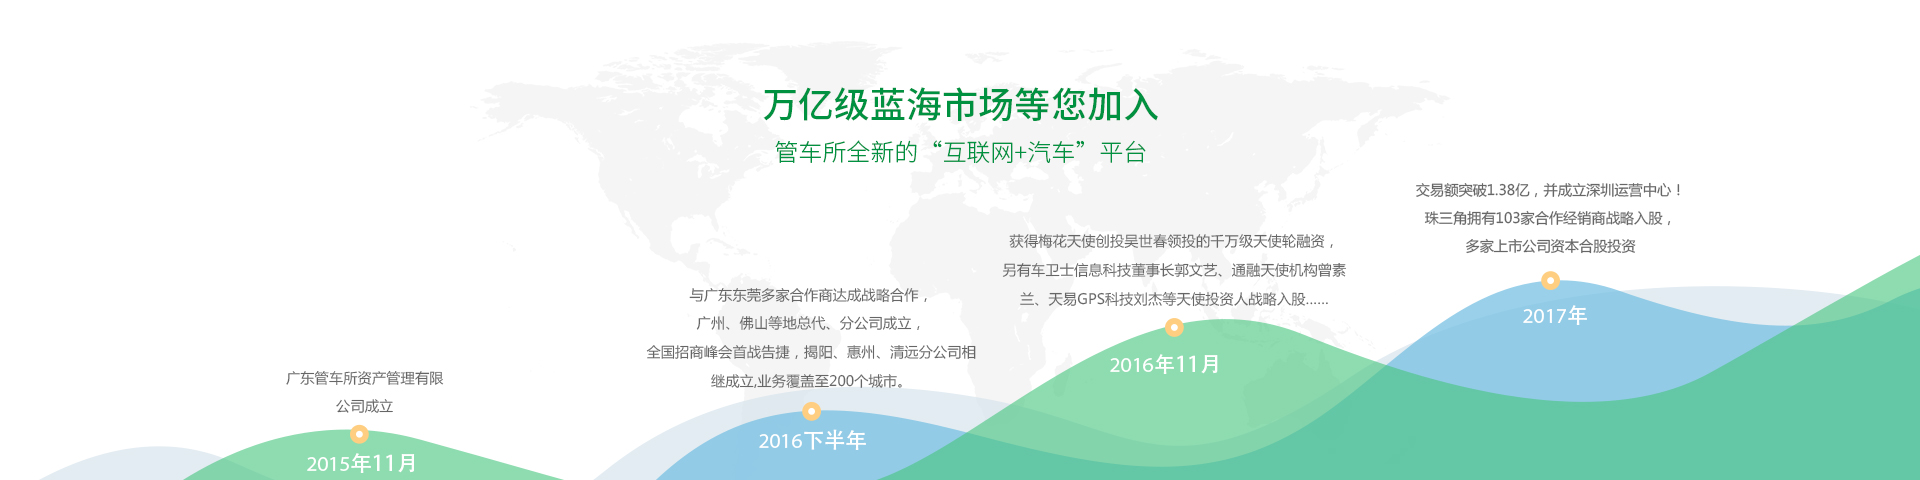 万亿级蓝海市场等您加入
管车所全新的“互联网+汽车”平台
广东管车所资产管理有限
公司成立
2015年11月
与广东东莞多家合作商达成战略合作，
广州、佛山等地总代、分公司成立，
全国招商峰会首战告捷，揭阳、惠州、清远分公司相
继成立,业务覆盖至200个城市。
2016下半年
获得梅花天使创投吴世春领投的千万级天使轮融资，
另有车卫士信息科技董事长郭文艺、通融天使机构曾素
兰、天易GPS科技刘杰等天使投资人战略入股......
2016年11月
交易额突破1.38亿，并成立深圳运营中心！
珠三角拥有103家合作经销商战略入股，
多家上市公司资本合股投资
2017年